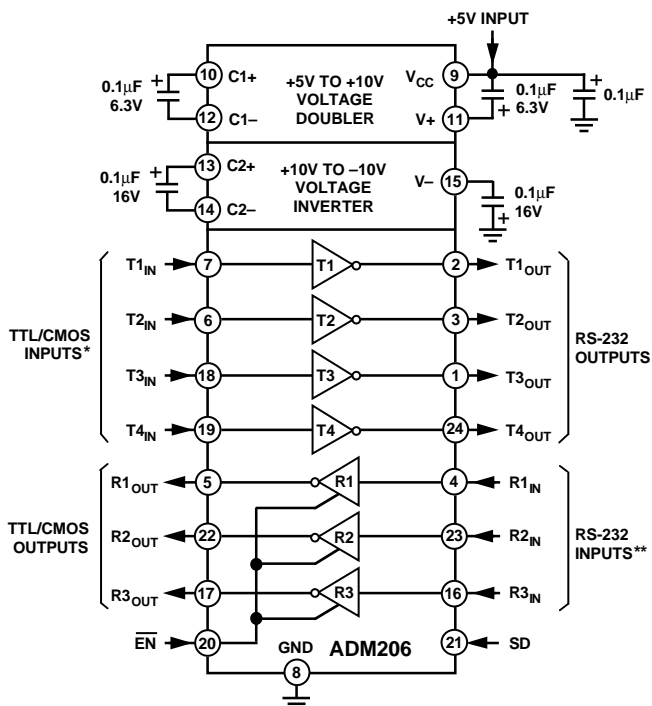 +5V INPUT
10 C1+
0.1μF
6.3V
+
12 C1–
+5V TO +10V
VOLTAGE
DOUBLER
VCC 9
V+ 11
+
0.1μF
6.3V
+
0.1μF
13 C2+
0.1μF
16V
+
14 C2–
+10V TO –10V
VOLTAGE
INVERTER
V– 15
0.1μF
+ 16V
T1IN 7 T1 2 T1OUT
T2IN 6 T2 3 T2OUT
TTL/CMOS
INPUTS*
RS-232
OUTPUTS
T3IN 18 T3 1 T3OUT
T4IN 19 T4 24 T4OUT
R1OUT 5 R1 4 R1IN
TTL/CMOS
OUTPUTS
R2OUT 22 R2 23 R2IN
RS-232
INPUTS**
R3OUT 17 R3 16 R3IN
E̅N̅ 20
GND
8
ADM206
21 SD